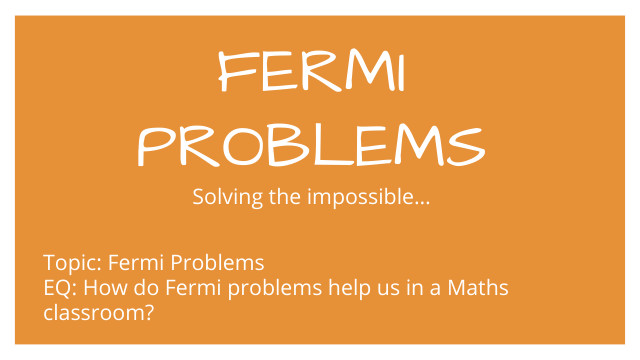 FERMI
PROBLEMS
Solving the impossible...
Topic: Fermi Problems
EQ: How do Fermi problems help us in a Maths
classroom?